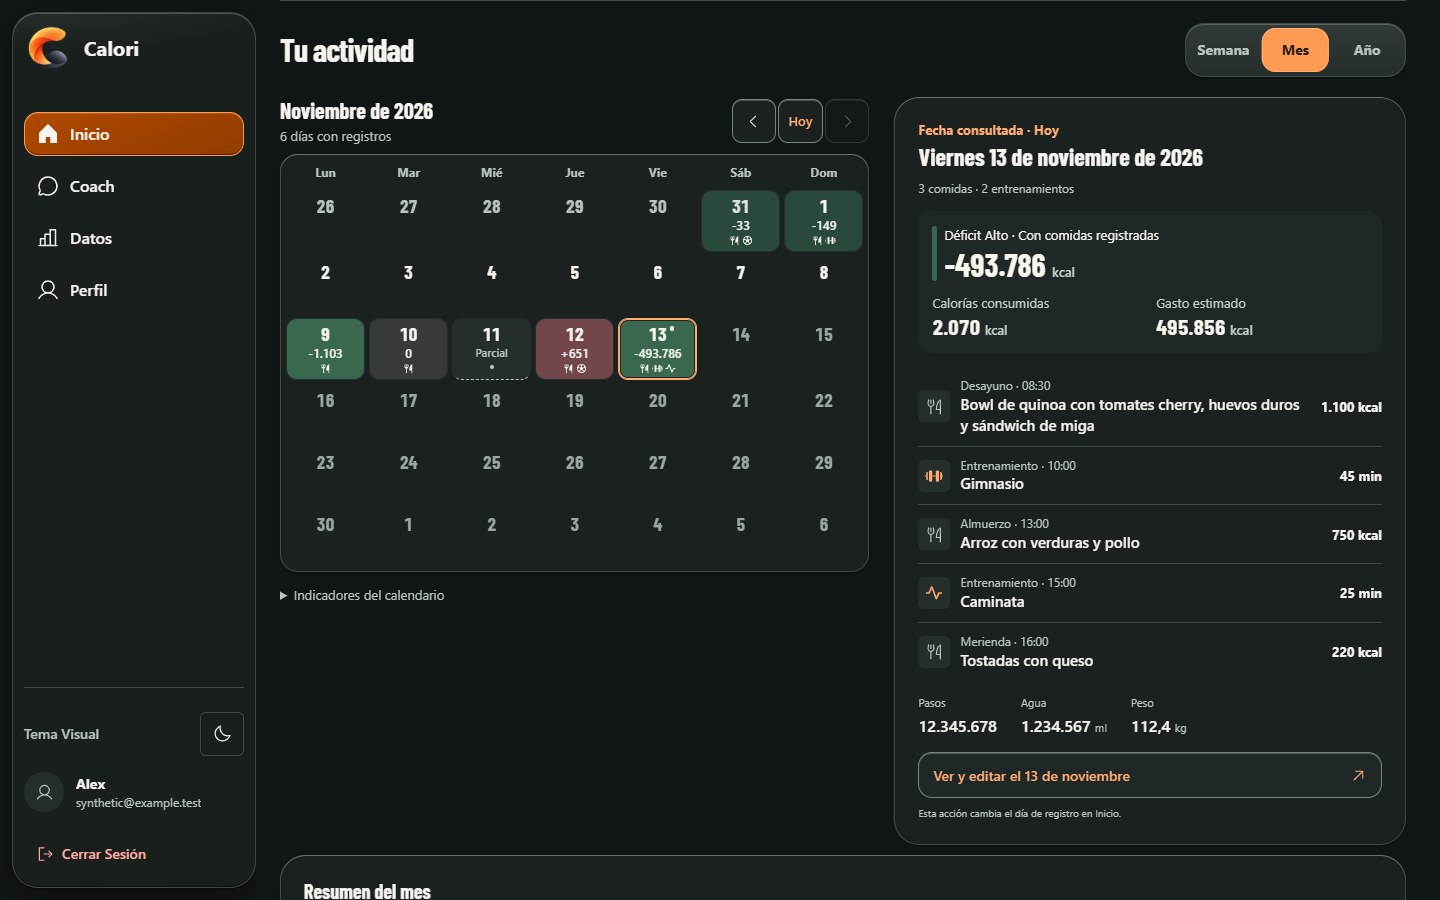 Calori
Inicio
Coach
Datos
Perfil
Tema Visual
Alex
synthetic@example.test
Cerrar Sesión
Tu actividad
Semana Mes Año
Noviembre de 2026
6 días con registros
Hoy
Lun Mar Mié Jue Vie Sáb Dom
26 27 28 29 30 31 1
-33 -149
2 3 4 5 6 7 8
9 10 11 12 13 14 15
-1.103 0 Parcial +651 -493.786
16 17 18 19 20 21 22
23 24 25 26 27 28 29
30 1 2 3 4 5 6
Indicadores del calendario
Fecha consultada · Hoy
Viernes 13 de noviembre de 2026
3 comidas · 2 entrenamientos
Déficit Alto · Con comidas registradas
-493.786 kcal
Calorías consumidas Gasto estimado
2.070 kcal 495.856 kcal
Desayuno · 08:30
Bowl de quinoa con tomates cherry, huevos duros
y sándwich de miga
1.100 kcal
Entrenamiento · 10:00
Gimnasio
45 min
Almuerzo · 13:00
Arroz con verduras y pollo
750 kcal
Entrenamiento · 15:00
Caminata
25 min
Merienda · 16:00
Tostadas con queso
220 kcal
Pasos Agua Peso
12.345.678 1.234.567 ml 112,4 kg
Ver y editar el 13 de noviembre
Esta acción cambia el día de registro en Inicio.
Resumen del mes